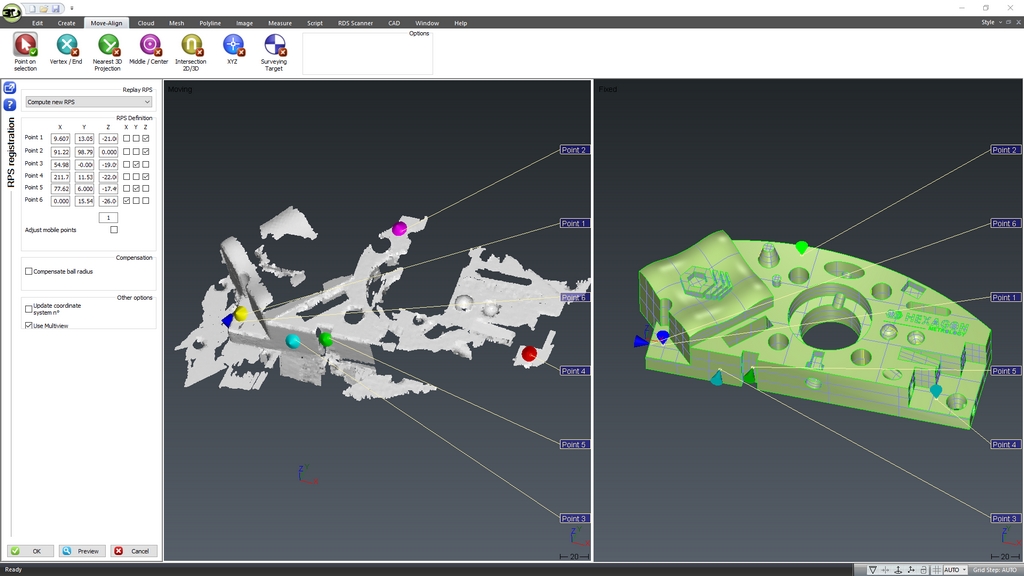 Edit Create Move-Align Cloud Mesh Polyline Image Measure Script RDS Scanner CAD Window Help
Style
Point on selection
Vertex / End
Nearest 3D Projection
Middle / Center
Intersection 2D/3D
XYZ
Surveying Target
Options
RPS registration
Replay RPS
Compute new RPS
RPS Definition
X Y Z X Y Z
Point 1 9.607 13.05 -21.0
Point 2 91.22 98.79 0.000
Point 3 54.98 -0.00 -19.0
Point 4 211.7 11.53 -22.0
Point 5 77.62 6.000 -17.4
Point 6 0.000 15.54 -26.0
1
Adjust mobile points
Compensation
Compensate ball radius
Other options
Update coordinate system n°
Use Multiview
OK Preview Cancel
Moving
Point 2
Point 1
Point 6
Point 4
Point 5
Point 3
Z
20
Fixed
Point 2
Point 6
Point 1
Point 5
Point 4
Point 3
HEXAGON
METROLOGY
Z
20
Ready
AUTO
Grid Step: AUTO